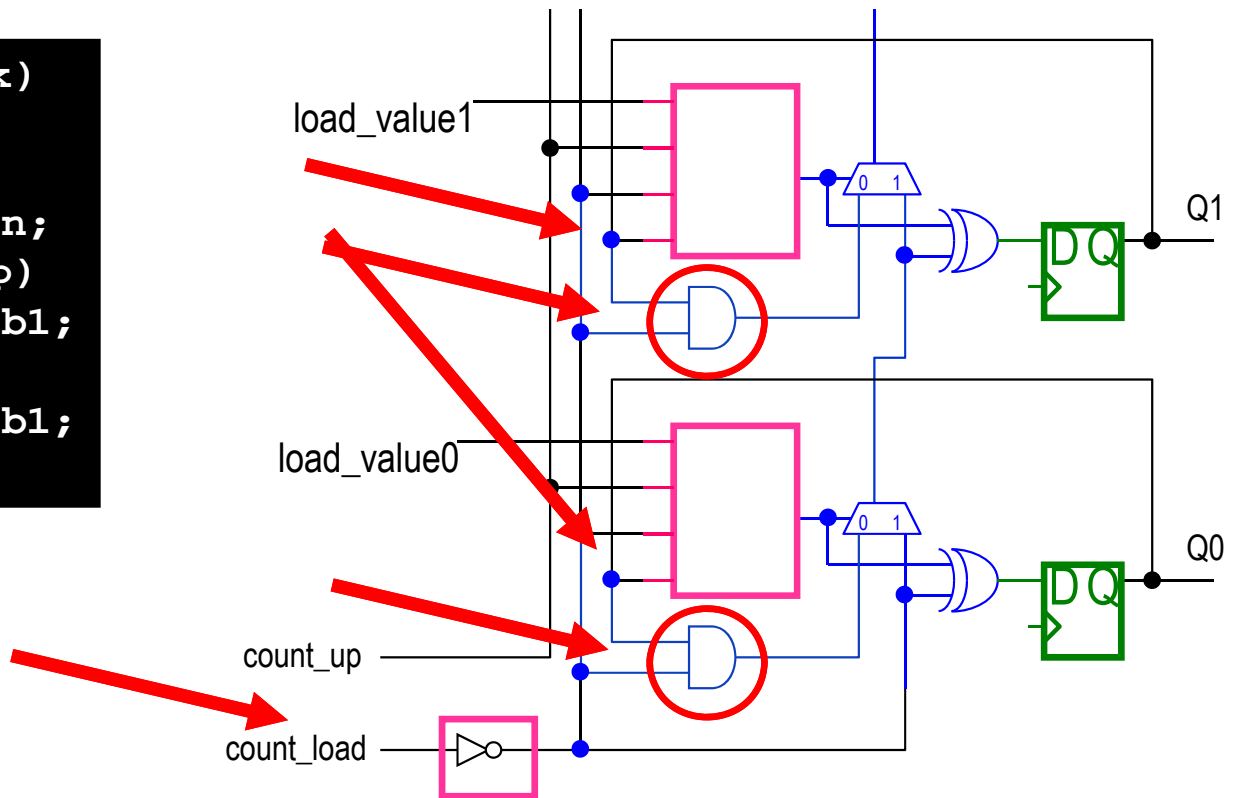 k)
n;
p)
b1;
b1;
load_value1
0 1
D Q
Q1
load_value0
0 1
D Q
Q0
count_up
count_load